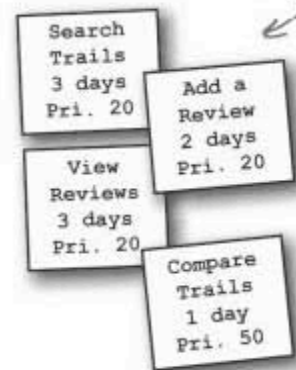 Search
Trails
3 days
Pri. 20
Add a
Review
2 days
Pri. 20
View
Reviews
3 days
Pri. 20
Compare
Trails
1 day
Pri. 50